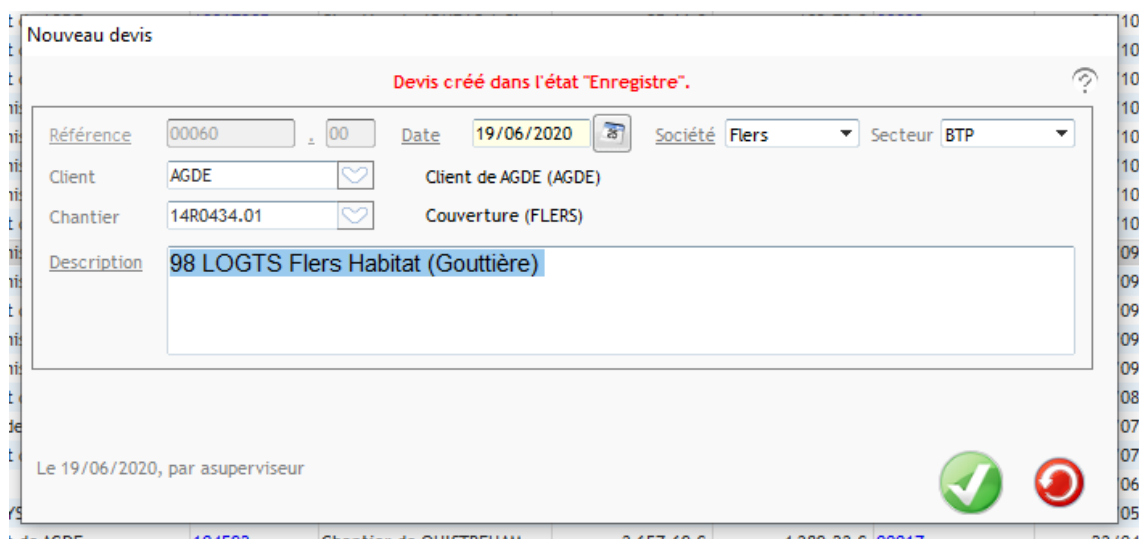 Nouveau devis
Devis créé dans l'état "Enregistre".
Référence 00060 . 00 Date 19/06/2020 Société Flers Secteur BTP
Client AGDE Client de AGDE (AGDE)
Chantier 14R0434.01 Couverture (FLERS)
Description 98 LOGTS Flers Habitat (Gouttière)
Le 19/06/2020, par asuperviseur